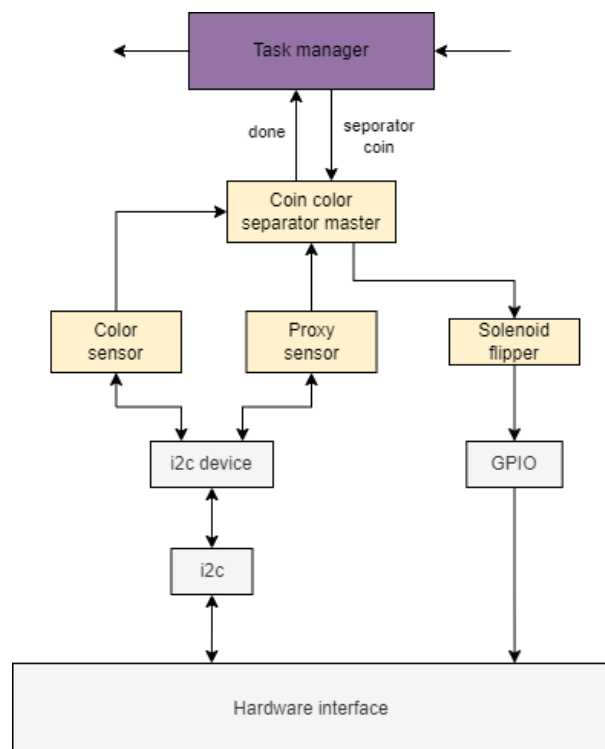 Task manager
done
seporator
coin
Coin color
separator master
Color
sensor
Proxy
sensor
Solenoid
flipper
i2c device
GPIO
i2c
Hardware interface